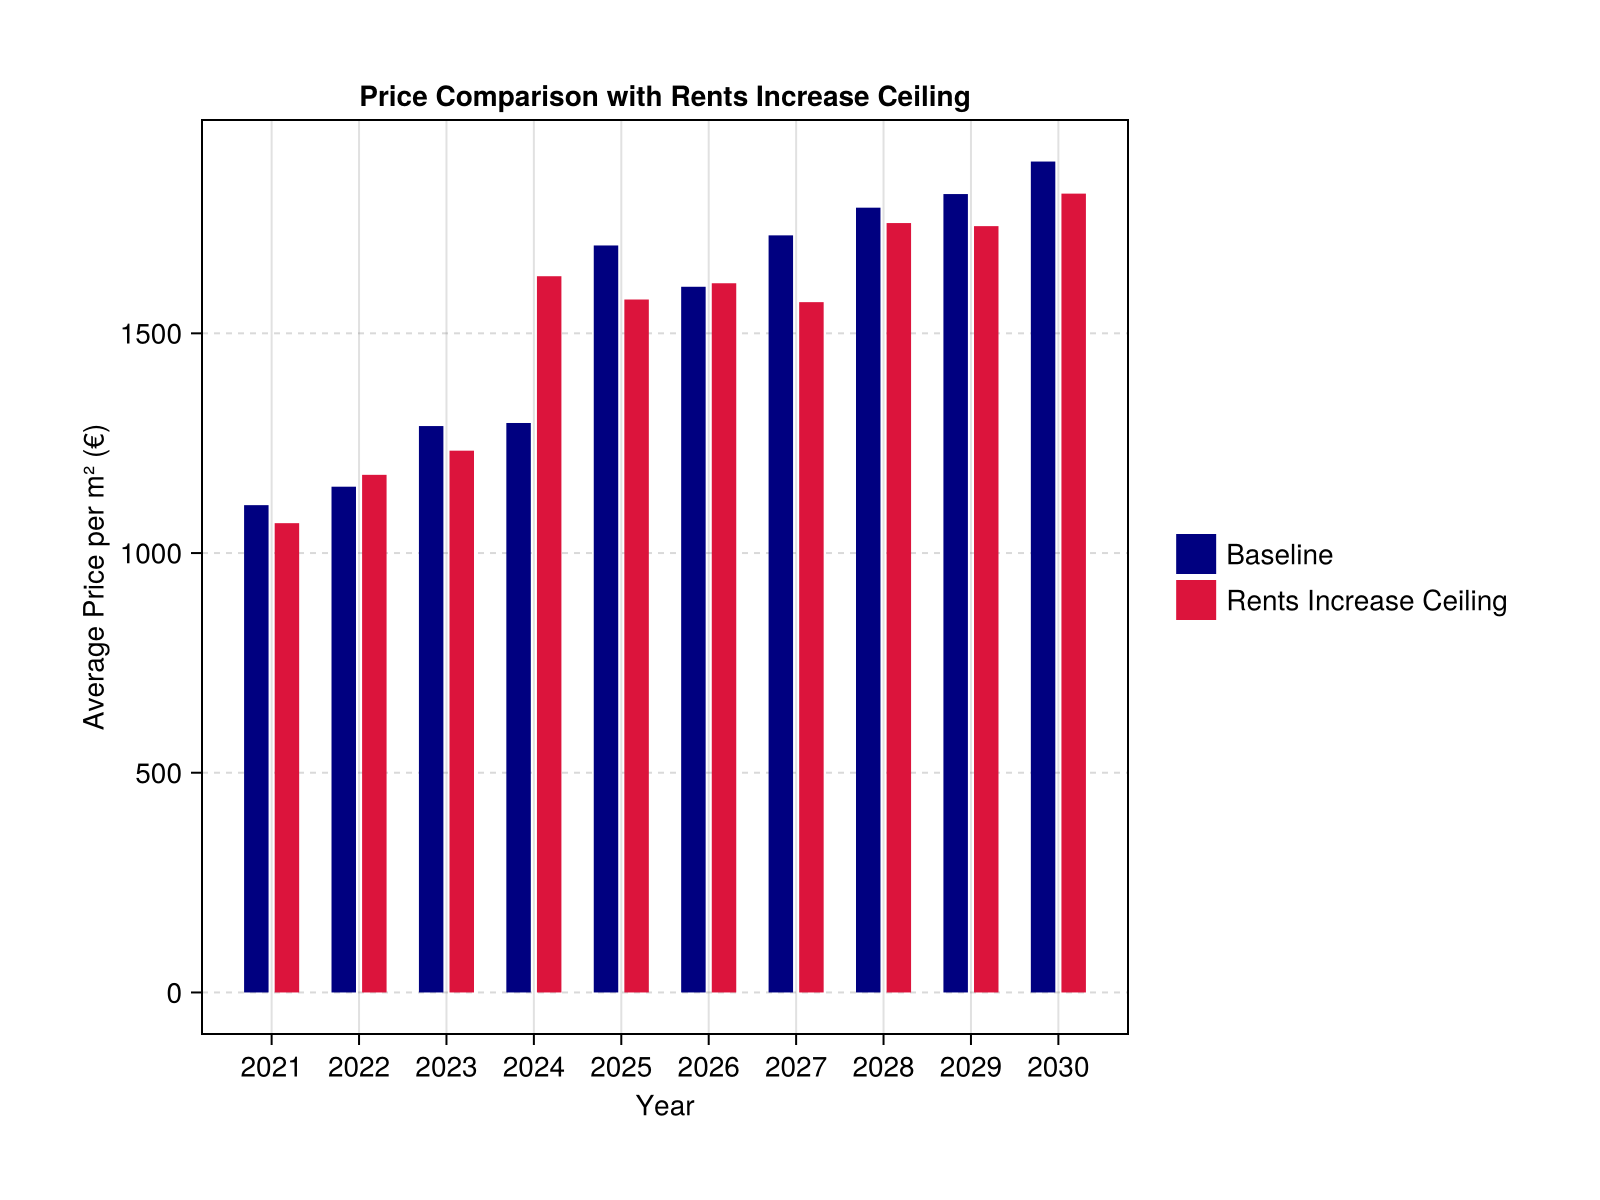 Price Comparison with Rents Increase Ceiling
Average Price per m² (€)
1500
1000
500
0
2021 2022 2023 2024 2025 2026 2027 2028 2029 2030
Year
Baseline
Rents Increase Ceiling